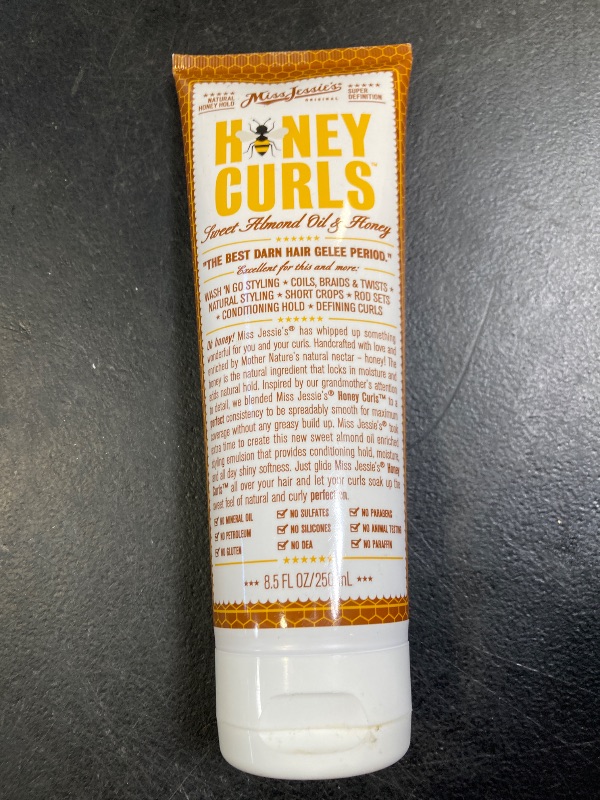 ★★★★★ Miss Jessie's ★★★★★
NATURAL HONEY HOLD ORIGINAL SUPER DEFINITION
HONEY
CURLS™
Sweet Almond Oil & Honey
★★★★★★
"THE BEST DARN HAIR GELEE PERIOD."
Excellent for this and more:
WASH 'N GO STYLING ★ COILS, BRAIDS & TWISTS ★
NATURAL STYLING ★ SHORT CROPS ★ ROD SETS
★ CONDITIONING HOLD ★ DEFINING CURLS
★★★★★★
Oh honey! Miss Jessie's® has whipped up something
wonderful for you and your curls. Handcrafted with love and
enriched by Mother Nature's natural nectar – honey! The
honey is the natural ingredient that locks in moisture and
adds natural hold. Inspired by our grandmother's attention
to detail, we blended Miss Jessie's® Honey Curls™ to a
perfect consistency to be spreadably smooth for maximum
coverage without any greasy build up. Miss Jessie's® took
extra time to create this new sweet almond oil enriched
styling emulsion that provides conditioning hold, moisture,
and all day shiny softness. Just glide Miss Jessie's® Honey
Curls™ all over your hair and let your curls soak up the
sweet feel of natural and curly perfection.
NO MINERAL OIL NO SULFATES NO PARABENS
NO PETROLEUM NO SILICONES NO ANIMAL TESTING
NO GLUTEN NO DEA NO PARAFFIN
★★★★★★
★★★ 8.5 FL OZ/250 mL ★★★